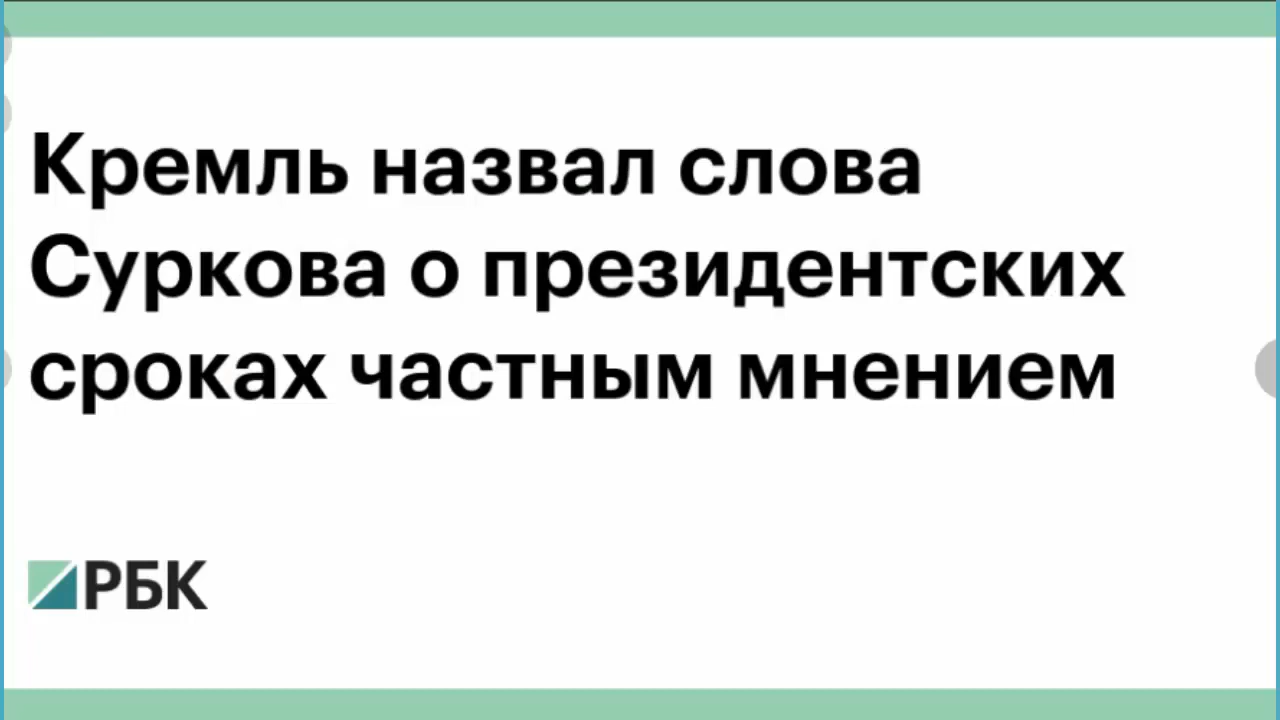 Кремль назвал слова
Суркова о президентских
сроках частным мнением
РБК